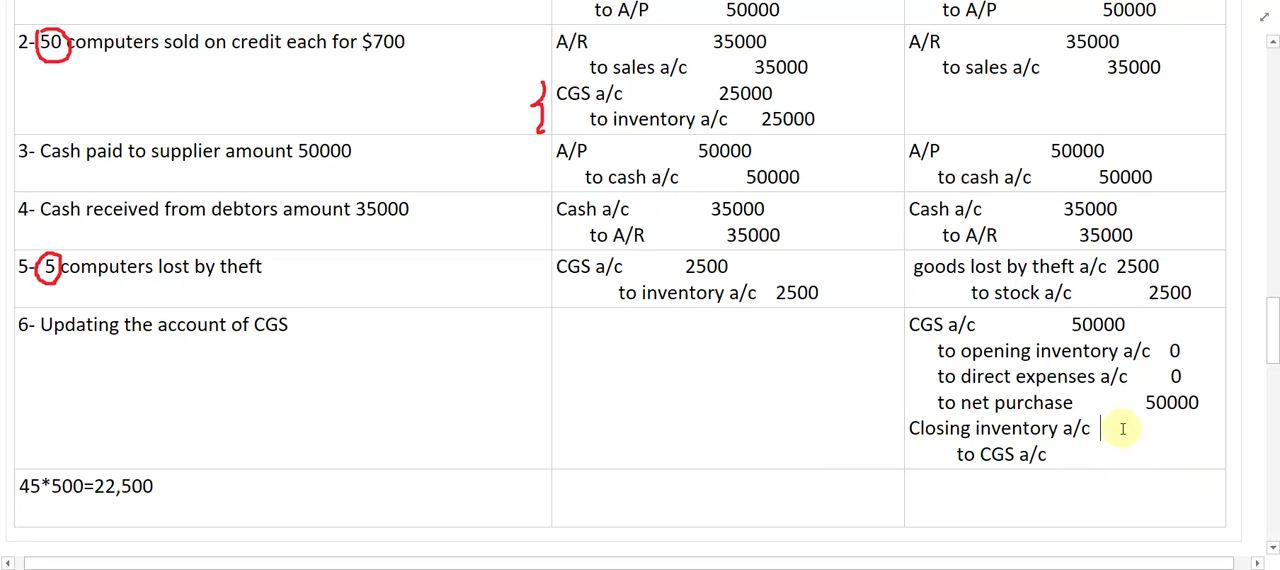 to A/P 50000
to A/P 50000
2- 50 computers sold on credit each for $700
A/R 35000
to sales a/c 35000
CGS a/c 25000
to inventory a/c 25000
A/R 35000
to sales a/c 35000
3- Cash paid to supplier amount 50000
A/P 50000
to cash a/c 50000
A/P 50000
to cash a/c 50000
4- Cash received from debtors amount 35000
Cash a/c 35000
to A/R 35000
Cash a/c 35000
to A/R 35000
5- 5 computers lost by theft
CGS a/c 2500
to inventory a/c 2500
goods lost by theft a/c 2500
to stock a/c 2500
6- Updating the account of CGS
CGS a/c 50000
to opening inventory a/c 0
to direct expenses a/c 0
to net purchase 50000
Closing inventory a/c
to CGS a/c
45*500=22,500